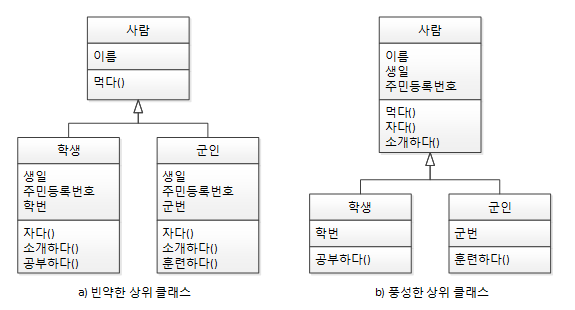 사람
이름
먹다()
학생
생일
주민등록번호
학번
자다()
소개하다()
공부하다()
군인
생일
주민등록번호
군번
자다()
소개하다()
훈련하다()
a) 빈약한 상위 클래스
사람
이름
생일
주민등록번호
먹다()
자다()
소개하다()
학생
학번
공부하다()
군인
군번
훈련하다()
b) 풍성한 상위 클래스